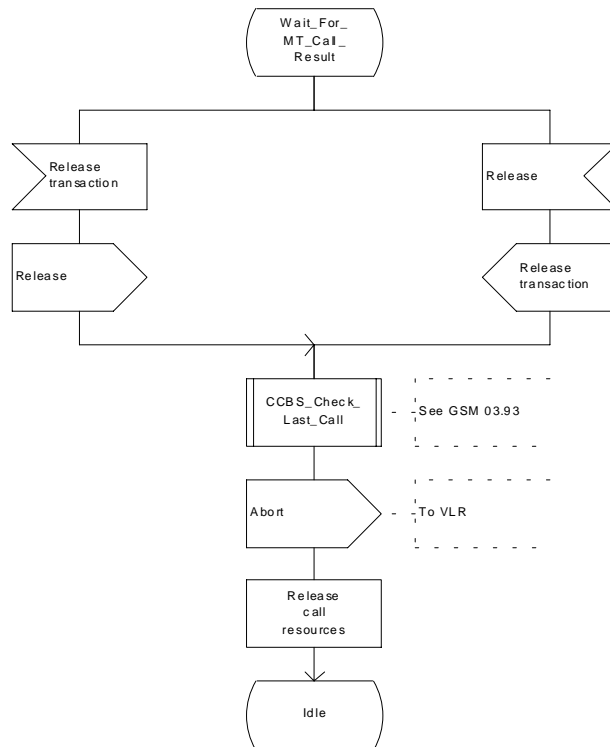 Wait_For_
MT_Call_
Result
Release
transaction
Release
Release
Release
transaction
CCBS_Check_
Last_Call
See GSM 03.93
Abort
To VLR
Release
call
resources
Idle